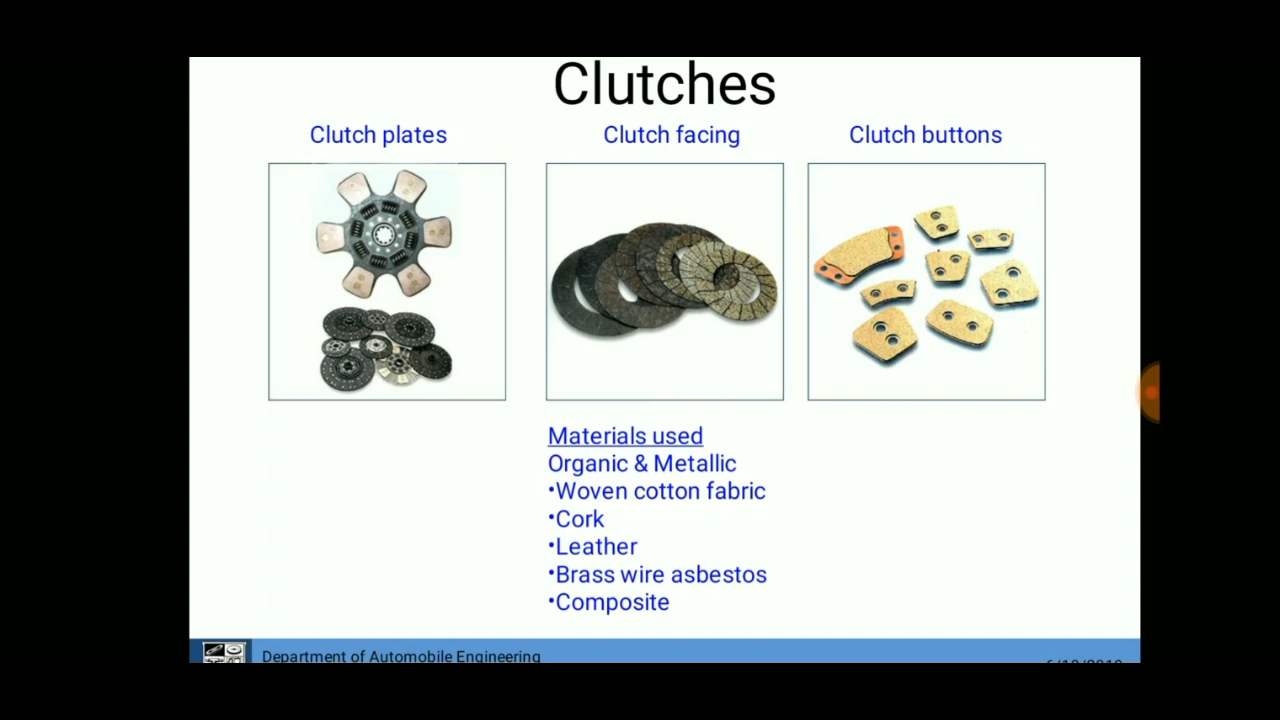 Clutches
Clutch plates
Clutch facing
Clutch buttons
Materials used
Organic & Metallic
•Woven cotton fabric
•Cork
•Leather
•Brass wire asbestos
•Composite
Department of Automobile Engineering